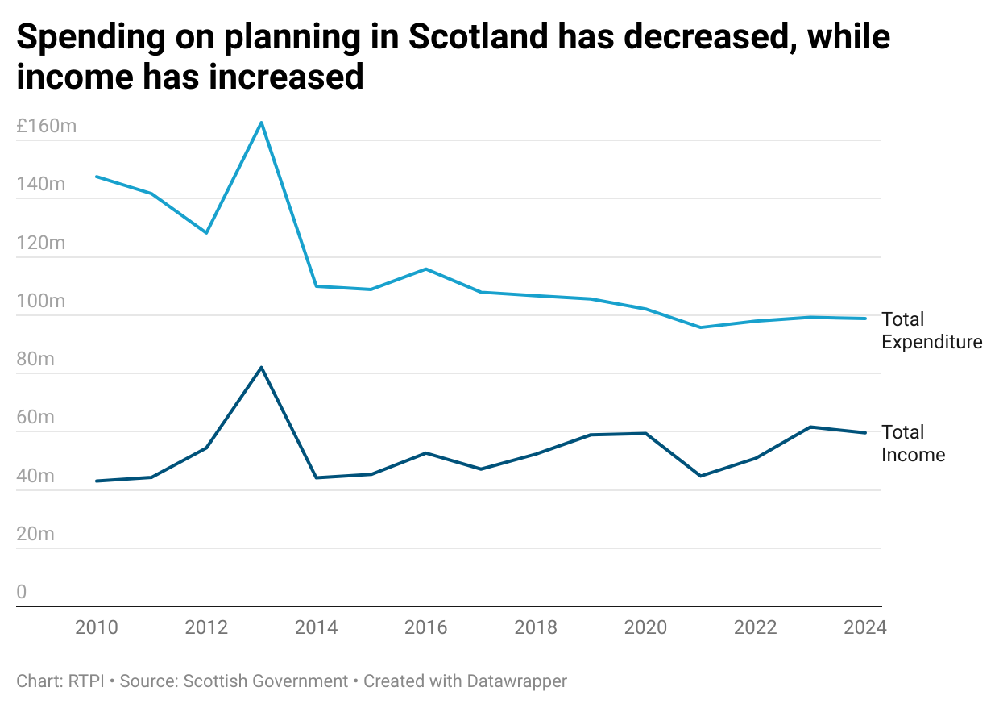 Spending on planning in Scotland has decreased, while
income has increased
£160m
140m
120m
100m
Total
Expenditure
80m
60m
Total
Income
40m
20m
0
2010 2012 2014 2016 2018 2020 2022 2024
Chart: RTPI • Source: Scottish Government • Created with Datawrapper